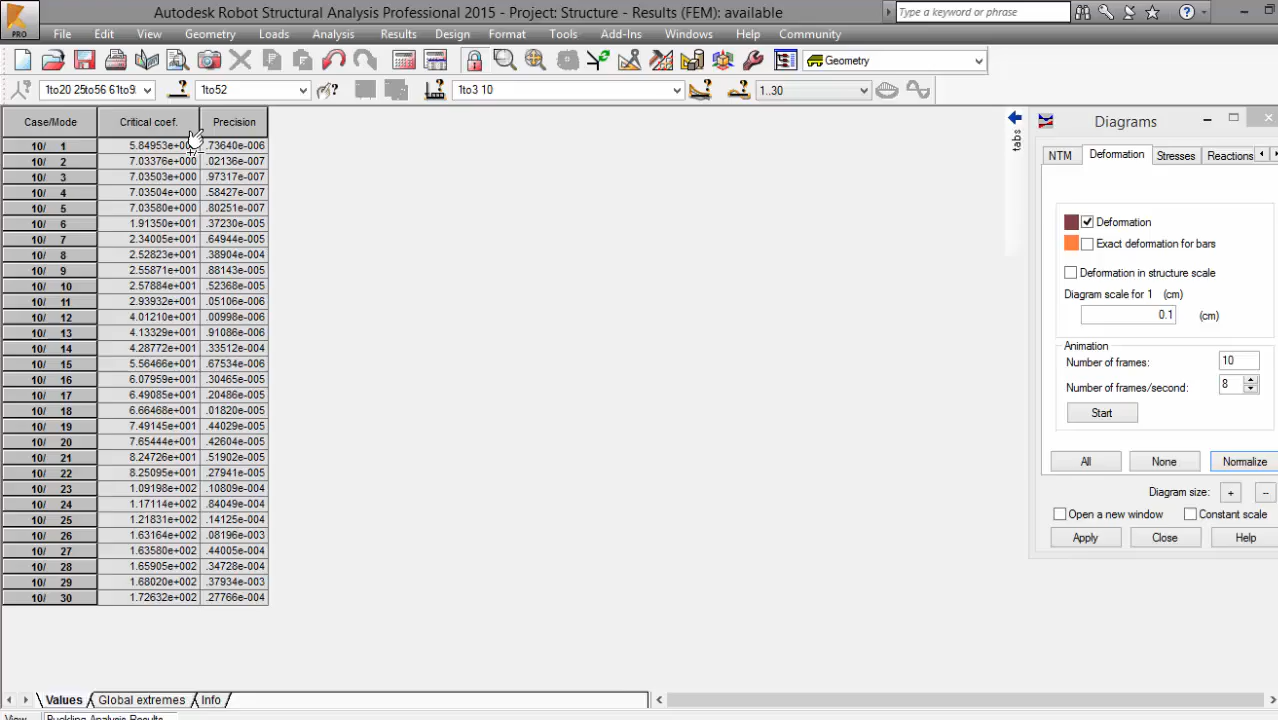 Autodesk Robot Structural Analysis Professional 2015 - Project: Structure - Results (FEM): available
Type a keyword or phrase
PRO
File Edit View Geometry Loads Analysis Results Design Format Tools Add-Ins Windows Help Community
Geometry
1to20 25to56 61to9 1to52 1to3 10 1..30
Case/Mode Critical coef. Precision
10/ 1 5.84953e+000 .73640e-006
10/ 2 7.03376e+000 .02136e-007
10/ 3 7.03503e+000 .97317e-007
10/ 4 7.03504e+000 .58427e-007
10/ 5 7.03580e+000 .80251e-007
10/ 6 1.91350e+001 .37230e-005
10/ 7 2.34005e+001 .64944e-005
10/ 8 2.52823e+001 .38904e-004
10/ 9 2.55871e+001 .88143e-005
10/ 10 2.57884e+001 .52368e-005
10/ 11 2.93932e+001 .05106e-006
10/ 12 4.01210e+001 .00998e-006
10/ 13 4.13329e+001 .91086e-006
10/ 14 4.28772e+001 .33512e-004
10/ 15 5.56466e+001 .67534e-006
10/ 16 6.07959e+001 .30465e-005
10/ 17 6.49085e+001 .20486e-005
10/ 18 6.66468e+001 .01820e-005
10/ 19 7.49145e+001 .44029e-005
10/ 20 7.65444e+001 .42604e-005
10/ 21 8.24726e+001 .51902e-005
10/ 22 8.25095e+001 .27941e-005
10/ 23 1.09198e+002 .10809e-004
10/ 24 1.17114e+002 .84049e-004
10/ 25 1.21831e+002 .14125e-004
10/ 26 1.63164e+002 .08196e-003
10/ 27 1.63580e+002 .44005e-004
10/ 28 1.65905e+002 .34728e-004
10/ 29 1.68020e+002 .37934e-003
10/ 30 1.72632e+002 .27766e-004
tabs
Diagrams
NTM Deformation Stresses Reactions
Deformation
Exact deformation for bars
Deformation in structure scale
Diagram scale for 1 (cm)
0.1 (cm)
Animation
Number of frames: 10
Number of frames/second: 8
Start
All None Normalize
Diagram size: + --
Open a new window Constant scale
Apply Close Help
Values Global extremes Info
View Buckling Analysis Results